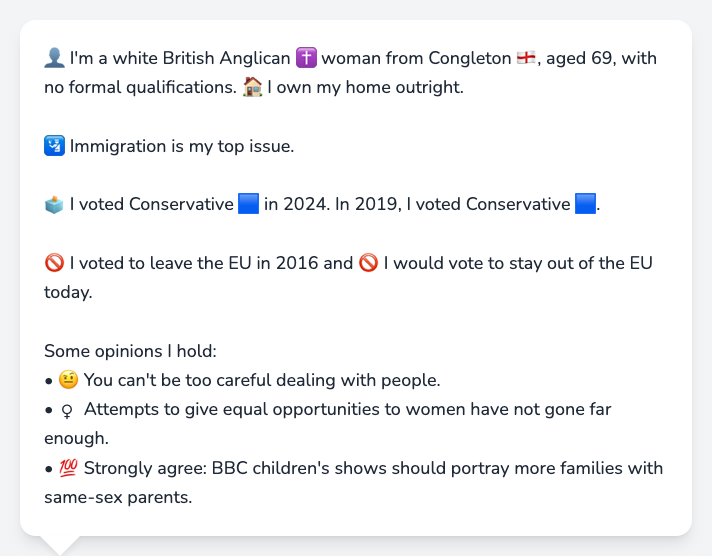 👤 I'm a white British Anglican ✝️ woman from Congleton 🏴󠁧󠁢󠁥󠁮󠁧󠁿, aged 69, with
no formal qualifications. 🏠 I own my home outright.
🛂 Immigration is my top issue.
🗳️ I voted Conservative 🟦 in 2024. In 2019, I voted Conservative 🟦.
🚫 I voted to leave the EU in 2016 and 🚫 I would vote to stay out of the EU
today.
Some opinions I hold:
• 🤨 You can't be too careful dealing with people.
• ♀ Attempts to give equal opportunities to women have not gone far
enough.
• 💯 Strongly agree: BBC children's shows should portray more families with
same-sex parents.